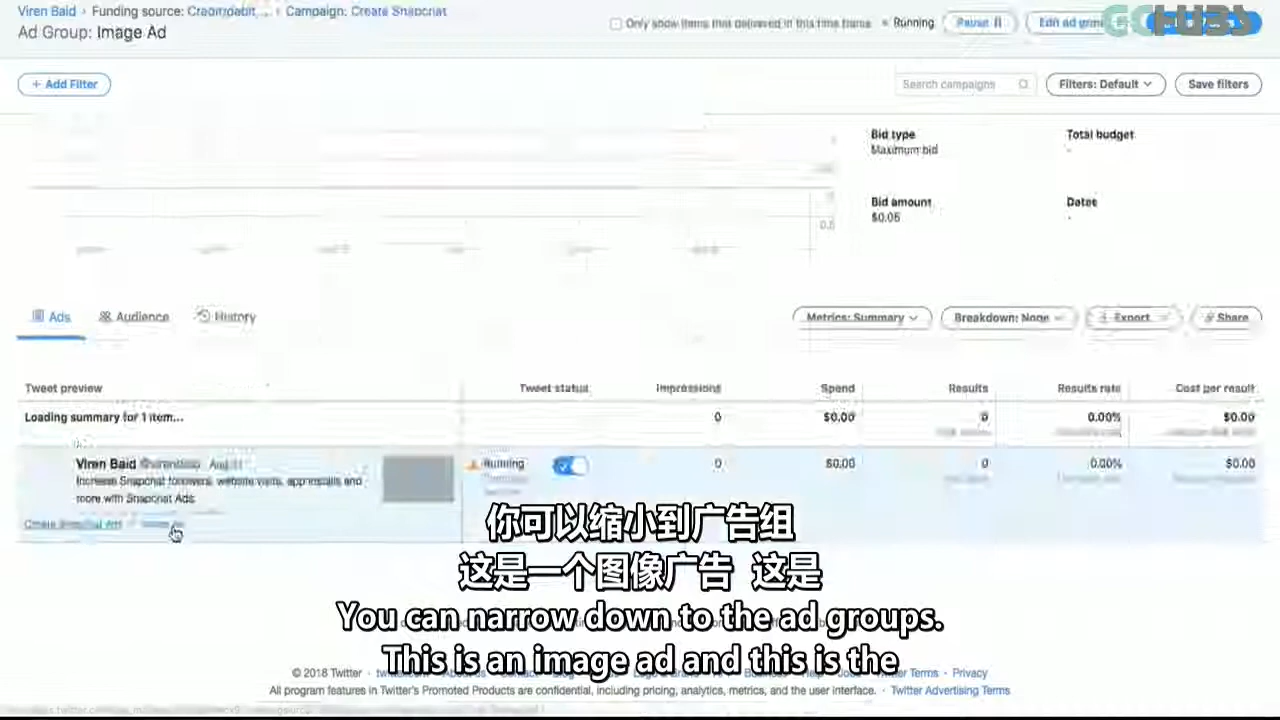 Viren Baid › Funding source: Credit/debit ... › Campaign: Create Snapchat
Ad Group: Image Ad
Only show items that delivered in this time frame
Running
Pause
Edit ad group
+ Add Filter
Search campaigns
Filters: Default
Save filters
Bid type
Maximum bid
Total budget
-
Bid amount
$0.05
Dates
-
0.5
Ads
Audience
History
Metrics: Summary
Breakdown: None
Export
Share
Tweet preview
Tweet status
Impressions
Spend
Results
Results rate
Cost per result
Loading summary for 1 item...
0
$0.00
0
0.00%
$0.00
Viren Baid
Running
0
$0.00
0
0.00%
$0.00
Increase Snapchat followers, website visits, app installs and
more with Snapchat Ads
Create Snapchat Ads
你可以缩小到广告组
这是一个图像广告 这是
You can narrow down to the ad groups.
This is an image ad and this is the
© 2018 Twitter
Terms · Privacy
All program features in Twitter's Promoted Products are confidential, including pricing, analytics, metrics, and the user interface. · Twitter Advertising Terms